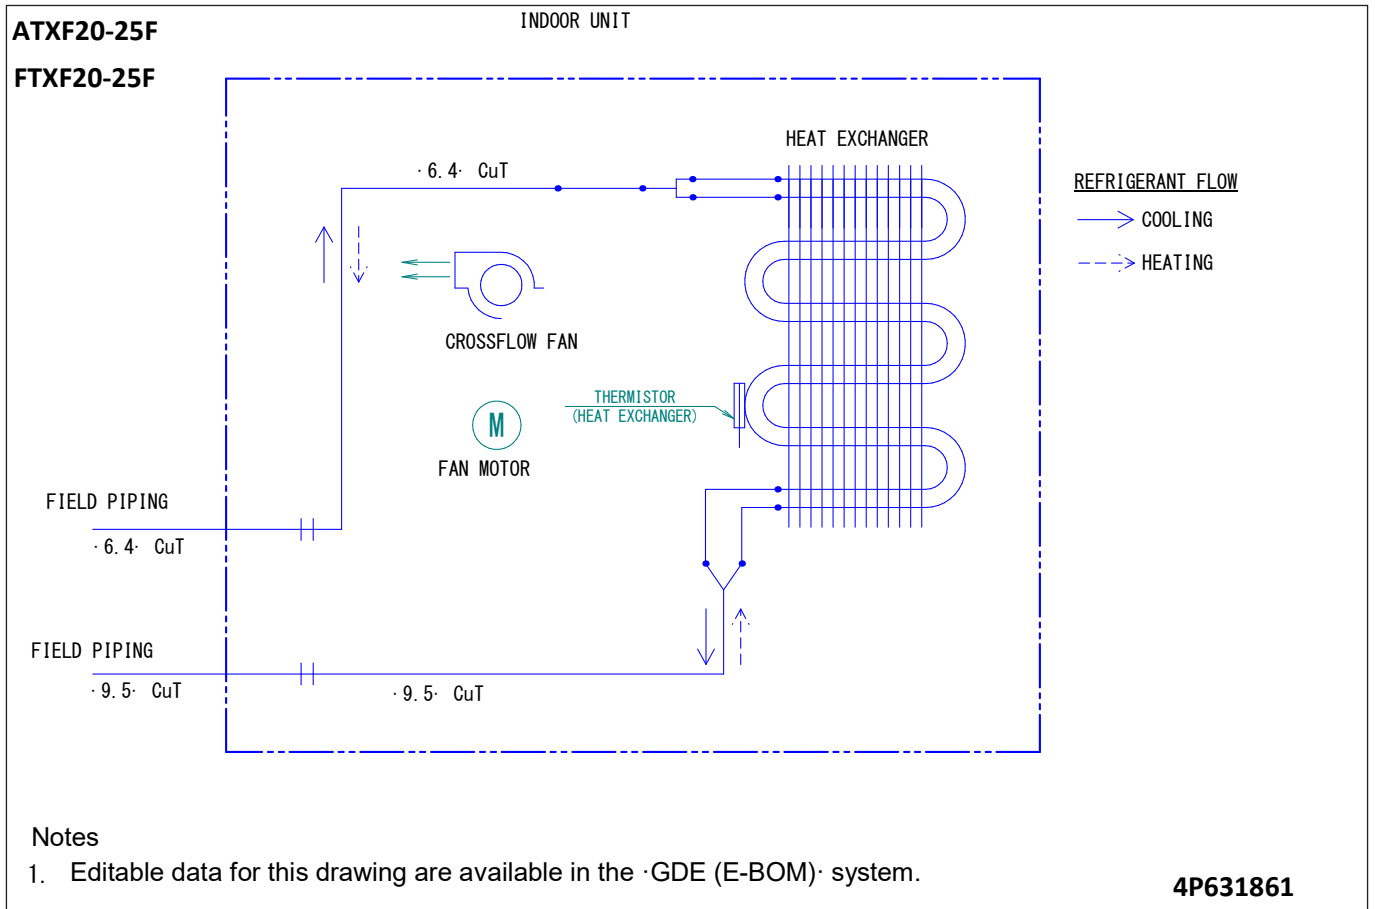 ATXF20-25F
INDOOR UNIT
FTXF20-25F
HEAT EXCHANGER
·6.4· CuT
REFRIGERANT FLOW
COOLING
HEATING
CROSSFLOW FAN
THERMISTOR
(HEAT EXCHANGER)
M
FAN MOTOR
FIELD PIPING
·6.4· CuT
FIELD PIPING
·9.5· CuT
·9.5· CuT
Notes
1. Editable data for this drawing are available in the ·GDE (E-BOM)· system.
4P631861